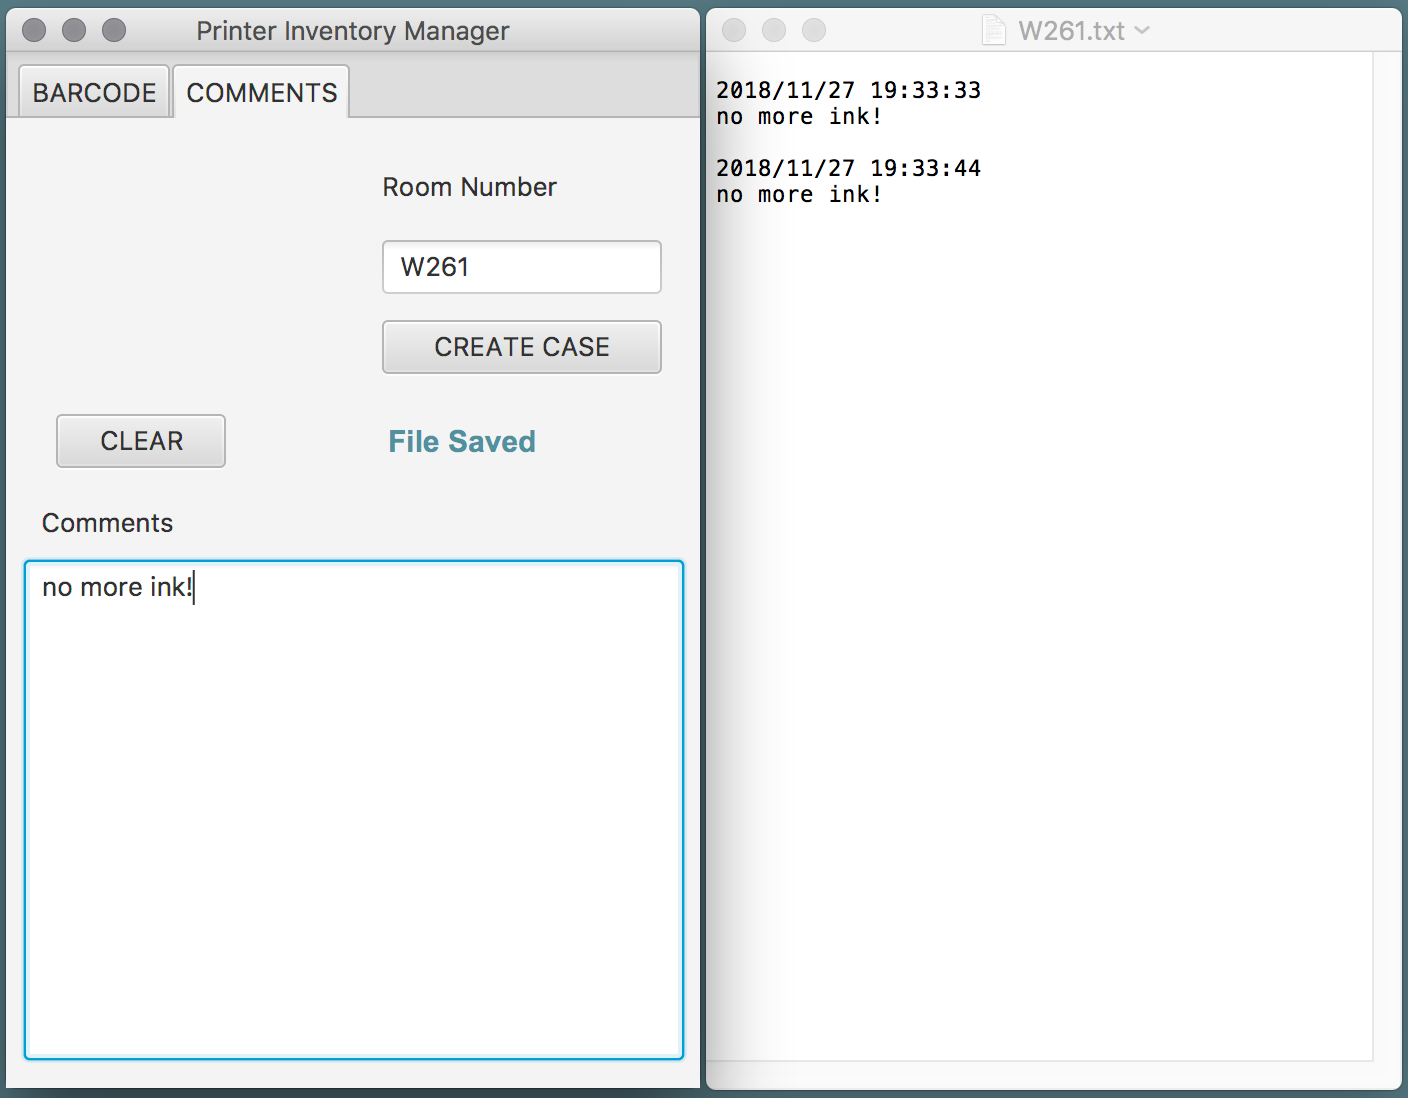 Printer Inventory Manager
BARCODE
COMMENTS
Room Number
W261
CREATE CASE
CLEAR
File Saved
Comments
no more ink!
W261.txt
2018/11/27 19:33:33
no more ink!
2018/11/27 19:33:44
no more ink!